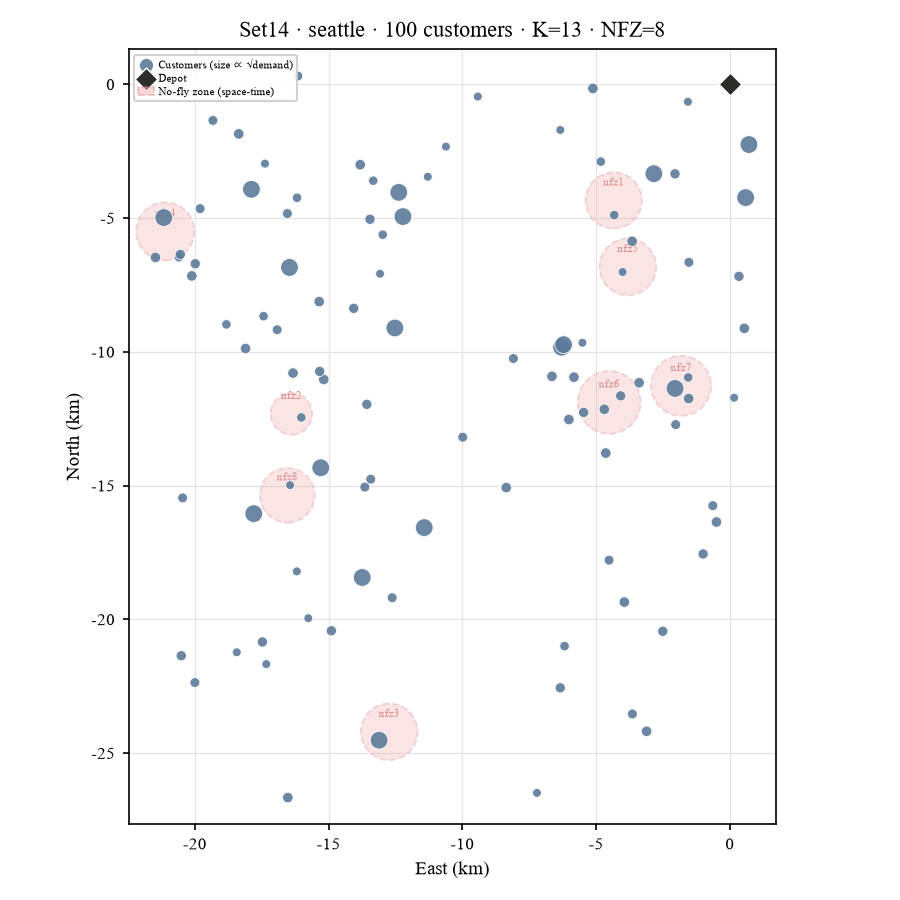 Set14 · seattle · 100 customers · K=13 · NFZ=8
Customers (size ∝ √demand)
Depot
No-fly zone (space-time)
0
-5
-10
-15
-20
-25
North (km)
nfz1
nfz5
nfz7
nfz6
nfz2
nfz8
nfz3
-20
-15
-10
-5
0
East (km)